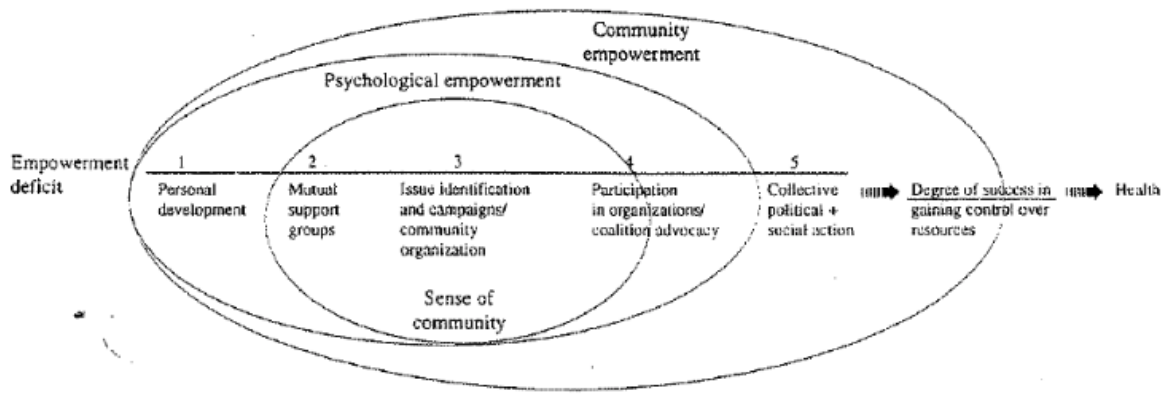 Community
empowerment
Psychological empowerment
Empowerment
deficit
1
2
3
4
5
Personal
development
Mutual
support
groups
Issue identification
and campaigns/
community
organization
Participation
in organizations/
coalition advocacy
Collective
political +
social action
Degree of success in
gaining control over
resources
Health
Sense of
community